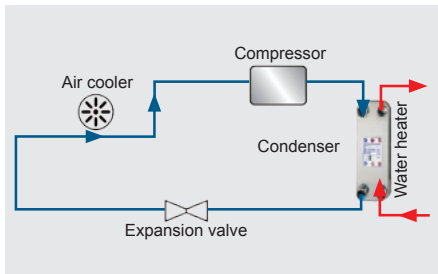 Compressor
Air cooler
Condenser
Water heater
Expansion valve